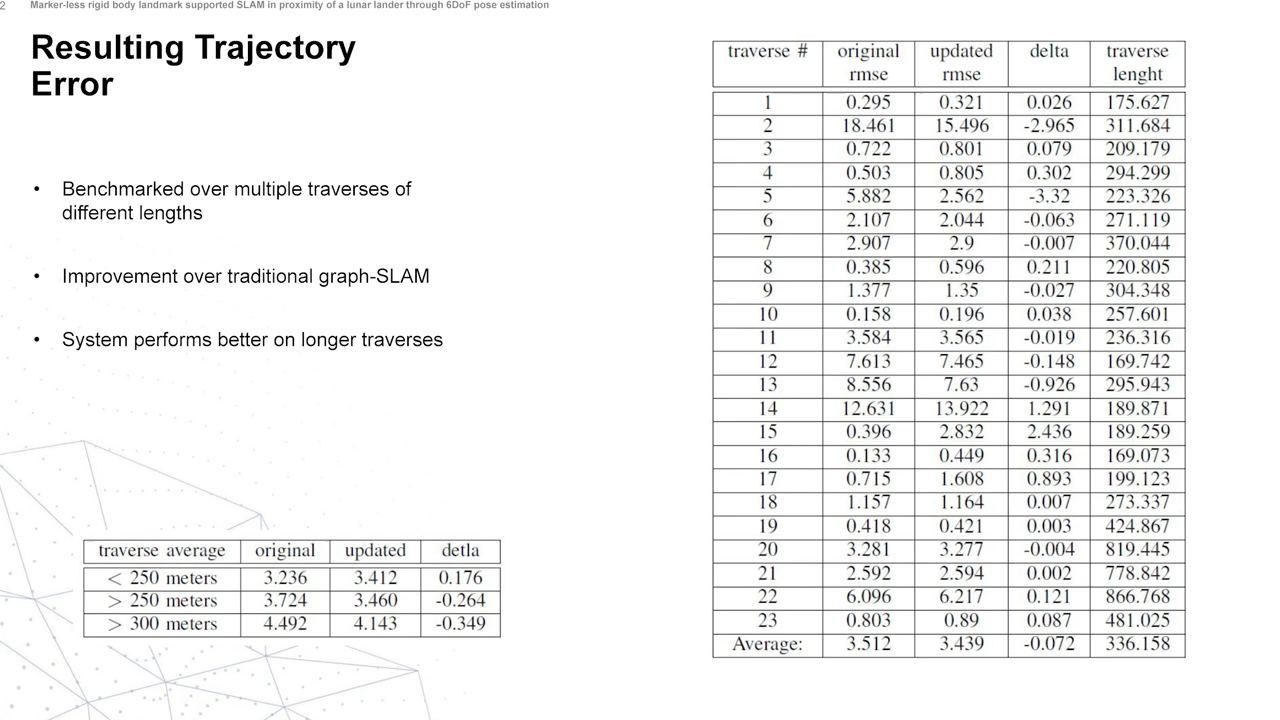 2 Marker-less rigid body landmark supported SLAM in proximity of a lunar lander through 6DoF pose estimation
Resulting Trajectory
Error
• Benchmarked over multiple traverses of
different lengths
• Improvement over traditional graph-SLAM
• System performs better on longer traverses
traverse average original updated detla
< 250 meters 3.236 3.412 0.176
> 250 meters 3.724 3.460 -0.264
> 300 meters 4.492 4.143 -0.349
traverse # original updated delta traverse
rmse rmse lenght
1 0.295 0.321 0.026 175.627
2 18.461 15.496 -2.965 311.684
3 0.722 0.801 0.079 209.179
4 0.503 0.805 0.302 294.299
5 5.882 2.562 -3.32 223.326
6 2.107 2.044 -0.063 271.119
7 2.907 2.9 -0.007 370.044
8 0.385 0.596 0.211 220.805
9 1.377 1.35 -0.027 304.348
10 0.158 0.196 0.038 257.601
11 3.584 3.565 -0.019 236.316
12 7.613 7.465 -0.148 169.742
13 8.556 7.63 -0.926 295.943
14 12.631 13.922 1.291 189.871
15 0.396 2.832 2.436 189.259
16 0.133 0.449 0.316 169.073
17 0.715 1.608 0.893 199.123
18 1.157 1.164 0.007 273.337
19 0.418 0.421 0.003 424.867
20 3.281 3.277 -0.004 819.445
21 2.592 2.594 0.002 778.842
22 6.096 6.217 0.121 866.768
23 0.803 0.89 0.087 481.025
Average: 3.512 3.439 -0.072 336.158